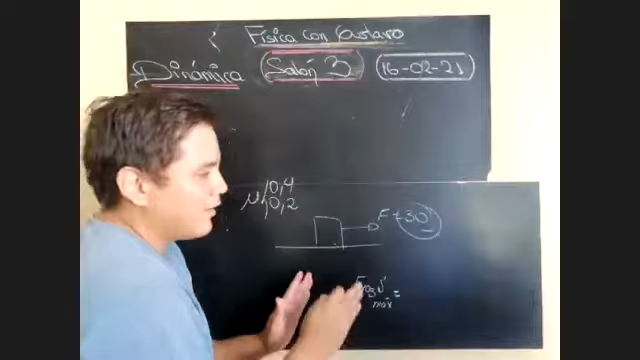 Física con Gustavo
Dinámica Salón 3 (16-02-21)
μ 0,4
0,2
F = 30
máx =